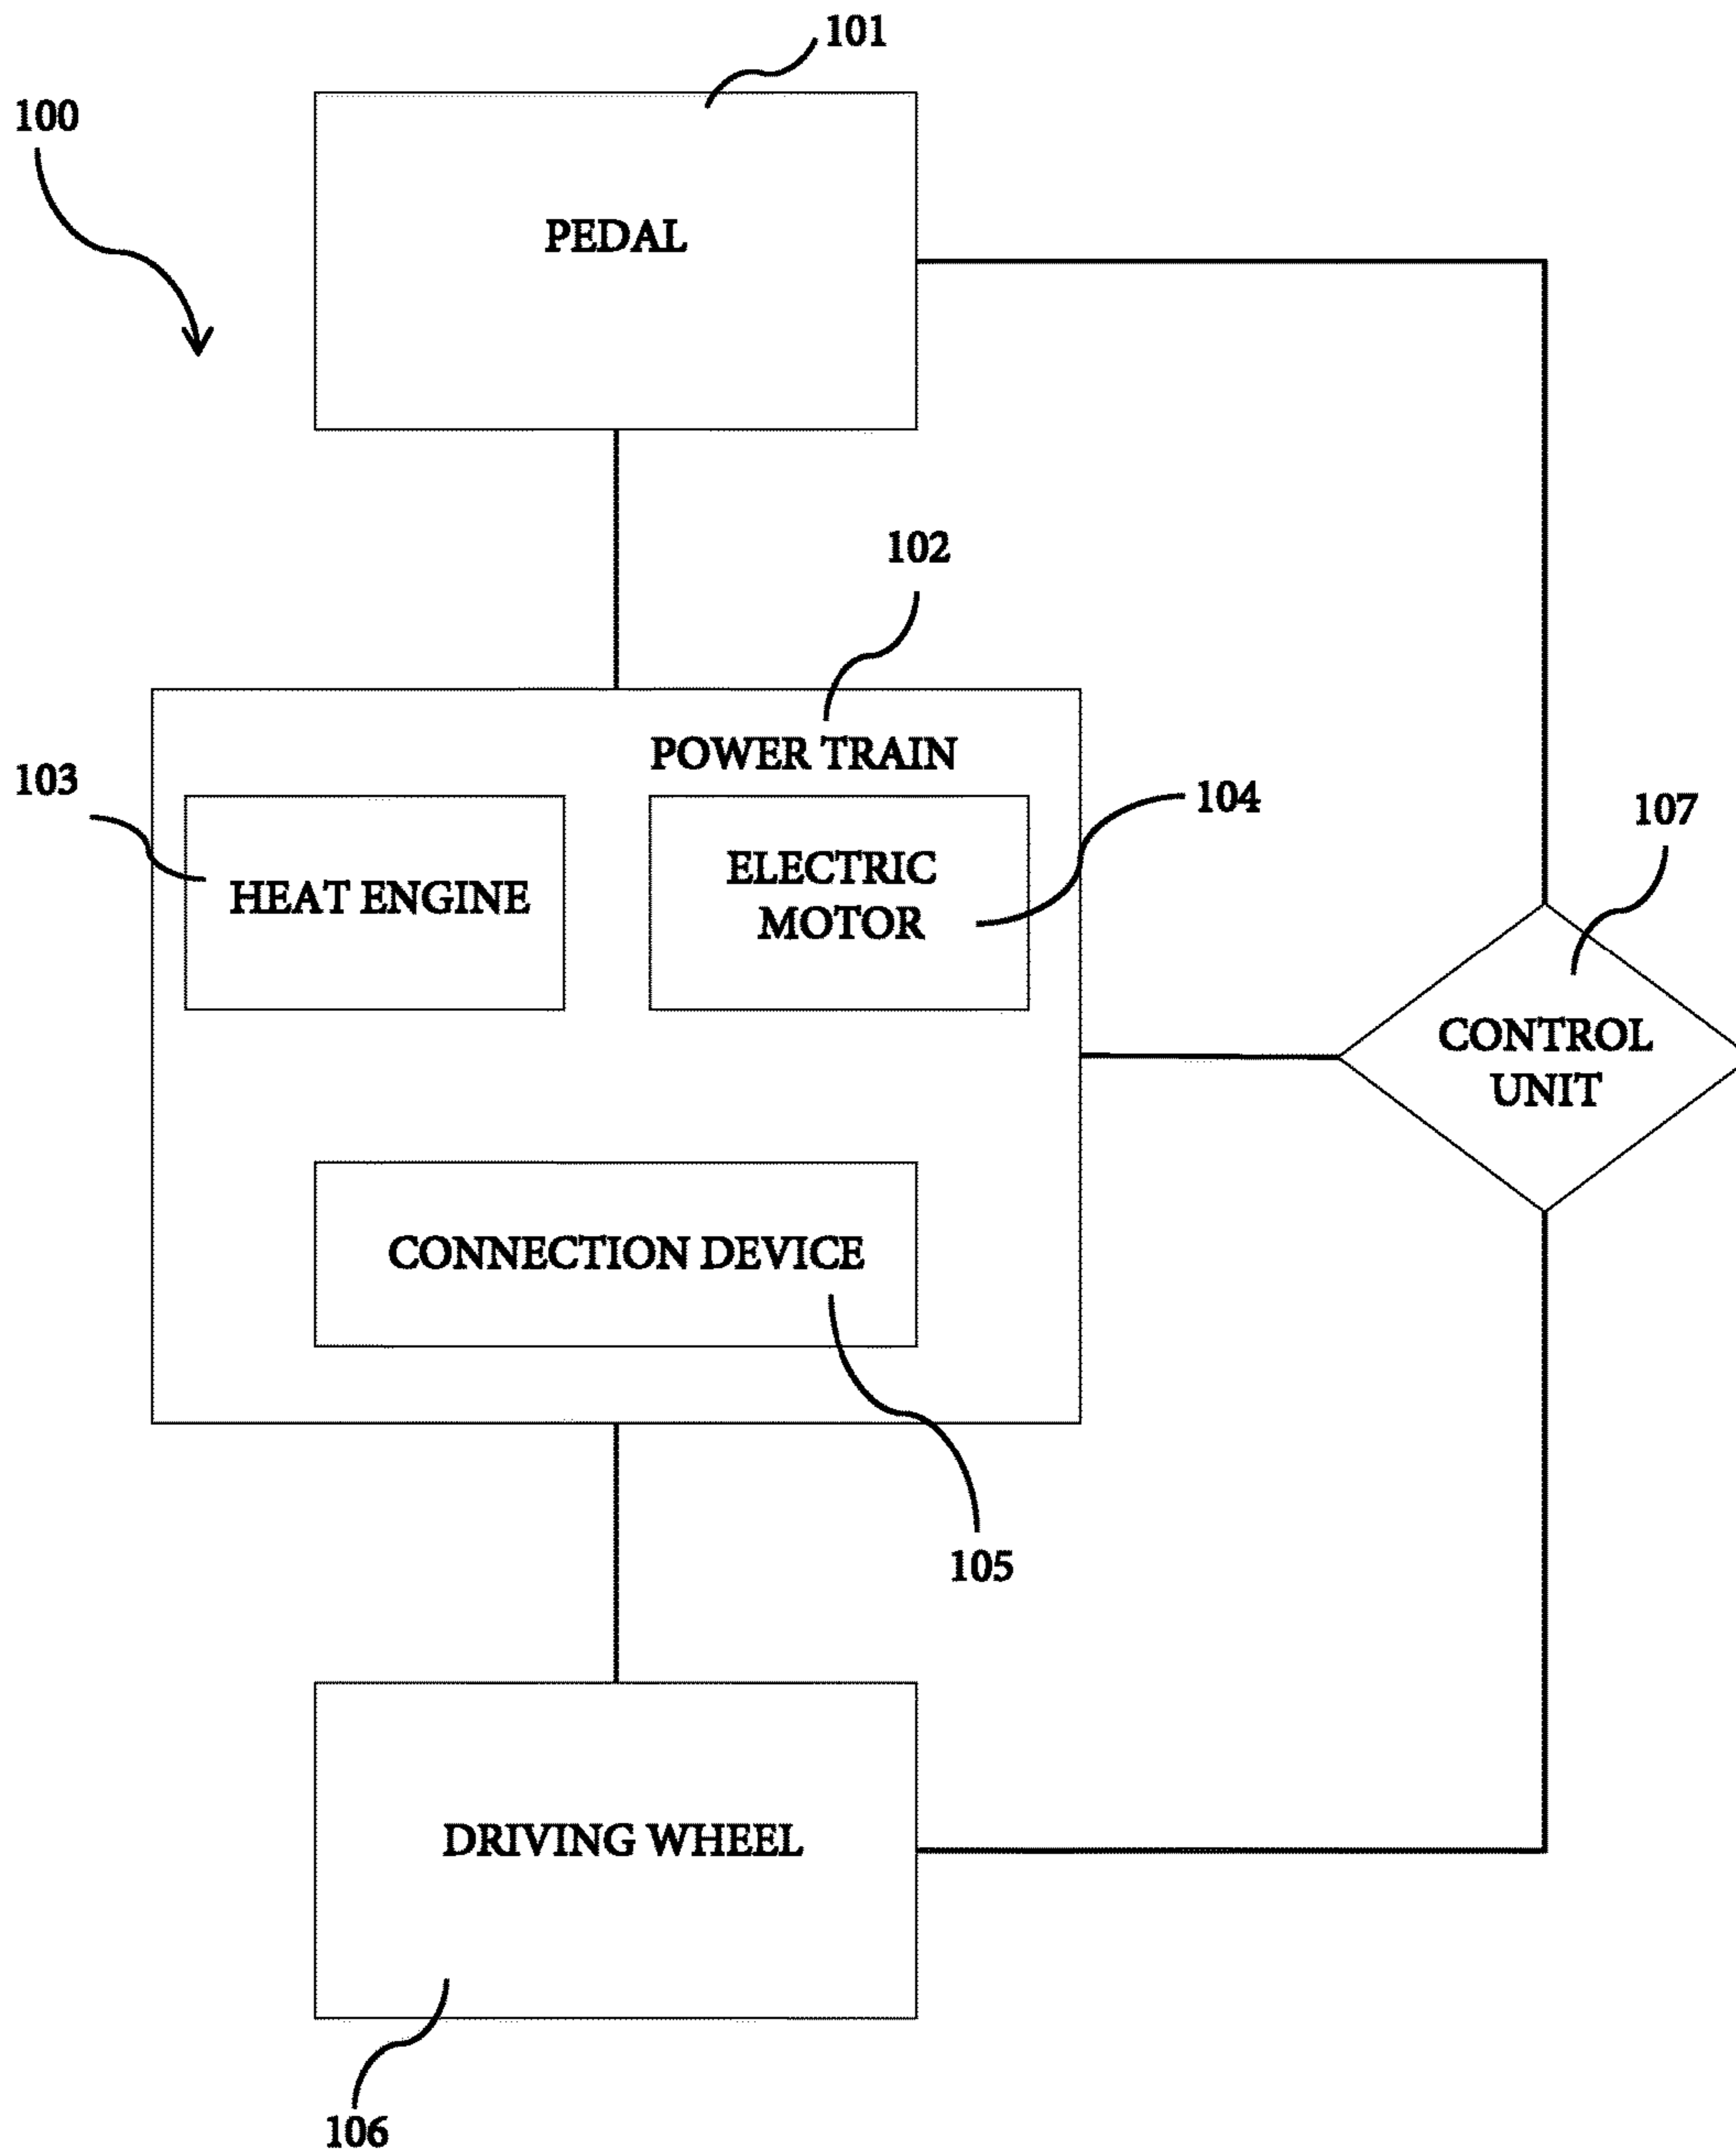 101
100
PEDAL
102
POWER TRAIN
103
104
107
HEAT ENGINE
ELECTRIC
MOTOR
CONTROL
UNIT
CONNECTION DEVICE
105
DRIVING WHEEL
106